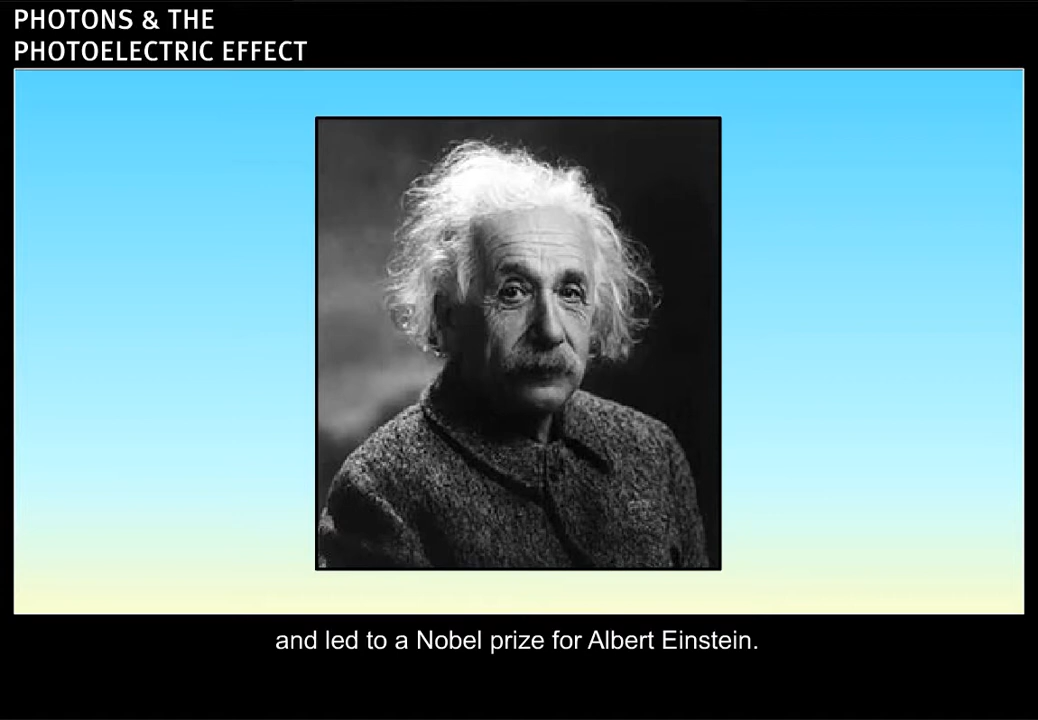 PHOTONS & THE
PHOTOELECTRIC EFFECT
and led to a Nobel prize for Albert Einstein.